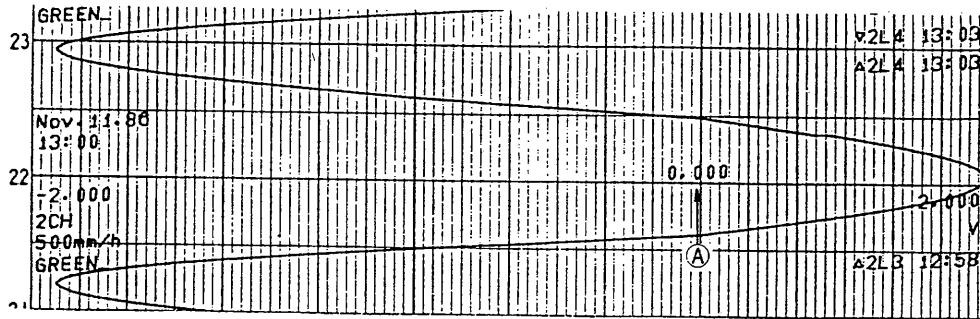 GREEN
23
▽2L4 13:03
△2L4 13:03
Nov. 11.86
13:00
22
0.000
-2.000
2.000
2CH
V
500mm/h
A
GREEN
△2L3 12:58